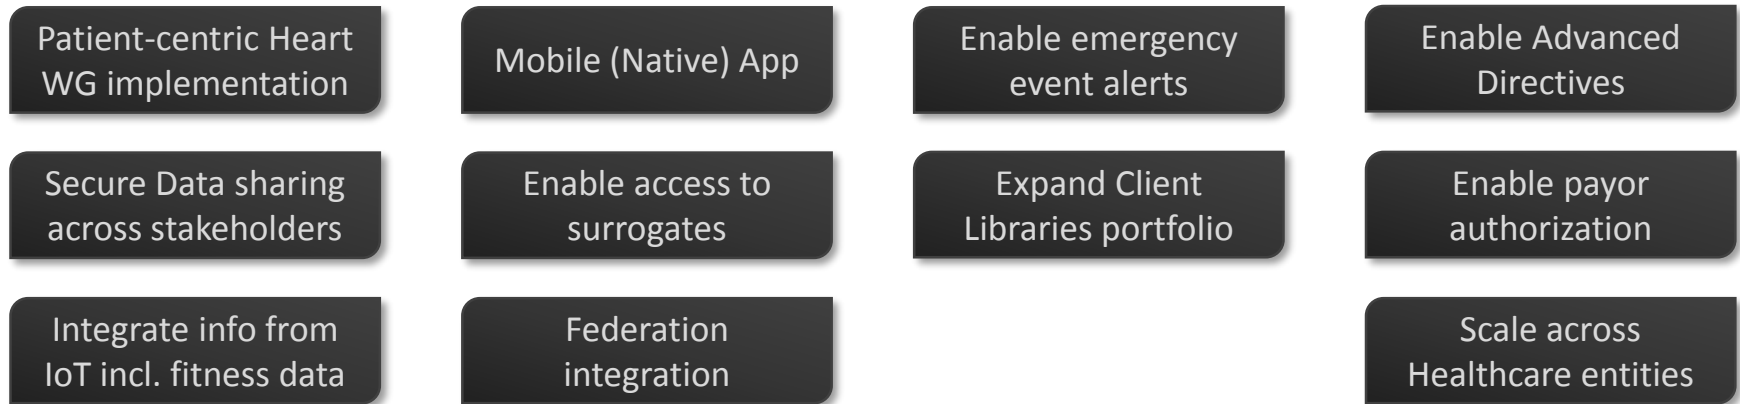 Patient-centric Heart
WG implementation
Mobile (Native) App
Enable emergency
event alerts
Enable Advanced
Directives
Secure Data sharing
across stakeholders
Enable access to
surrogates
Expand Client
Libraries portfolio
Enable payor
authorization
Integrate info from
IoT incl. fitness data
Federation
integration
Scale across
Healthcare entities